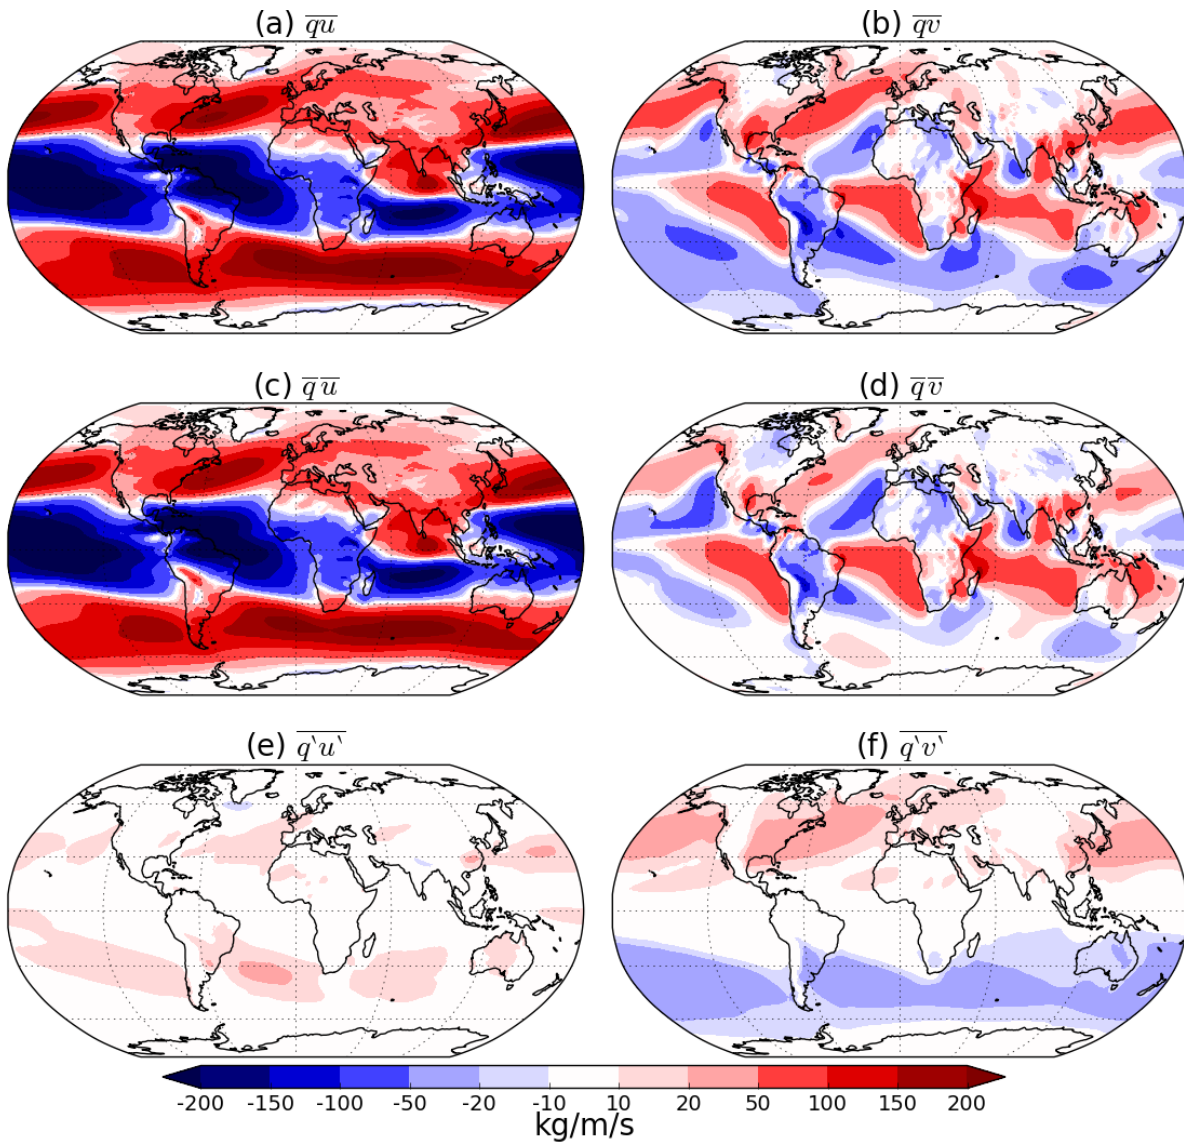 (a) q̅u̅
(b) q̅v̅
(c) q̅ u̅
(d) q̅ v̅
(e) q̅‵̅u̅‵̅
(f) q̅‵̅v̅‵̅
-200 -150 -100 -50 -20 -10 10 20 50 100 150 200
kg/m/s